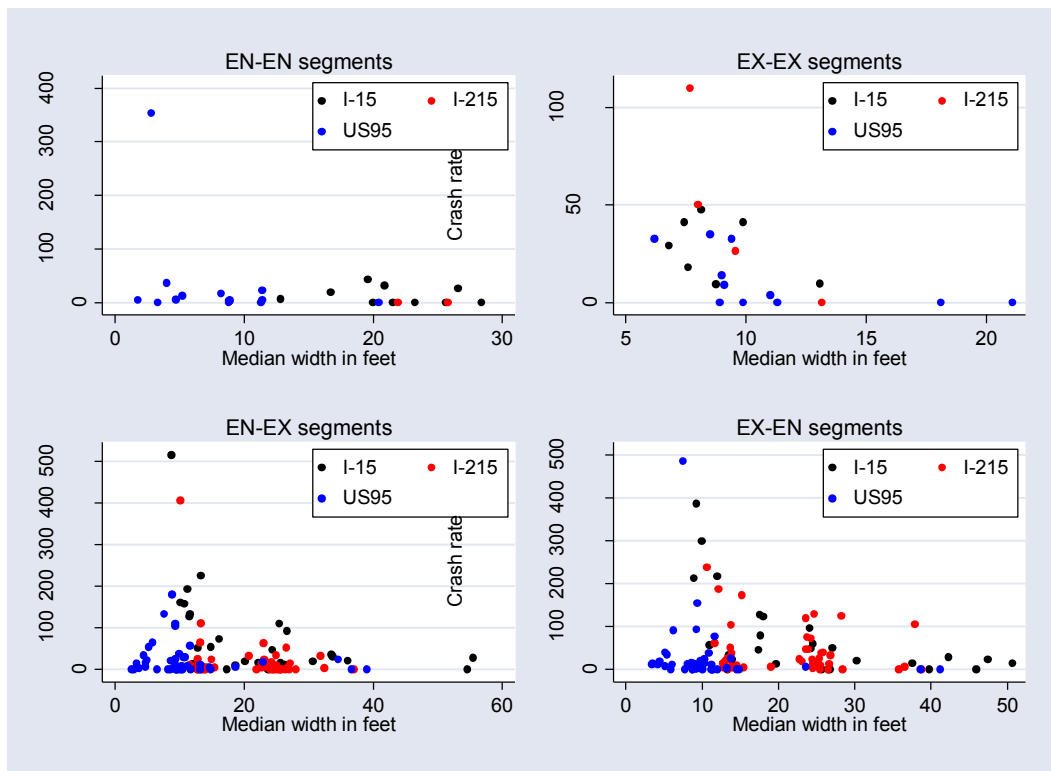 EN-EN segments
400
300
200
100
0
I-15 I-215
US95
Crash rate
0 10 20 30
Median width in feet
EX-EX segments
100
50
0
I-15 I-215
US95
5 10 15 20
Median width in feet
EN-EX segments
500
400
300
200
100
0
I-15 I-215
US95
Crash rate
0 20 40 60
Median width in feet
EX-EN segments
500
400
300
200
100
0
I-15 I-215
US95
0 10 20 30 40 50
Median width in feet